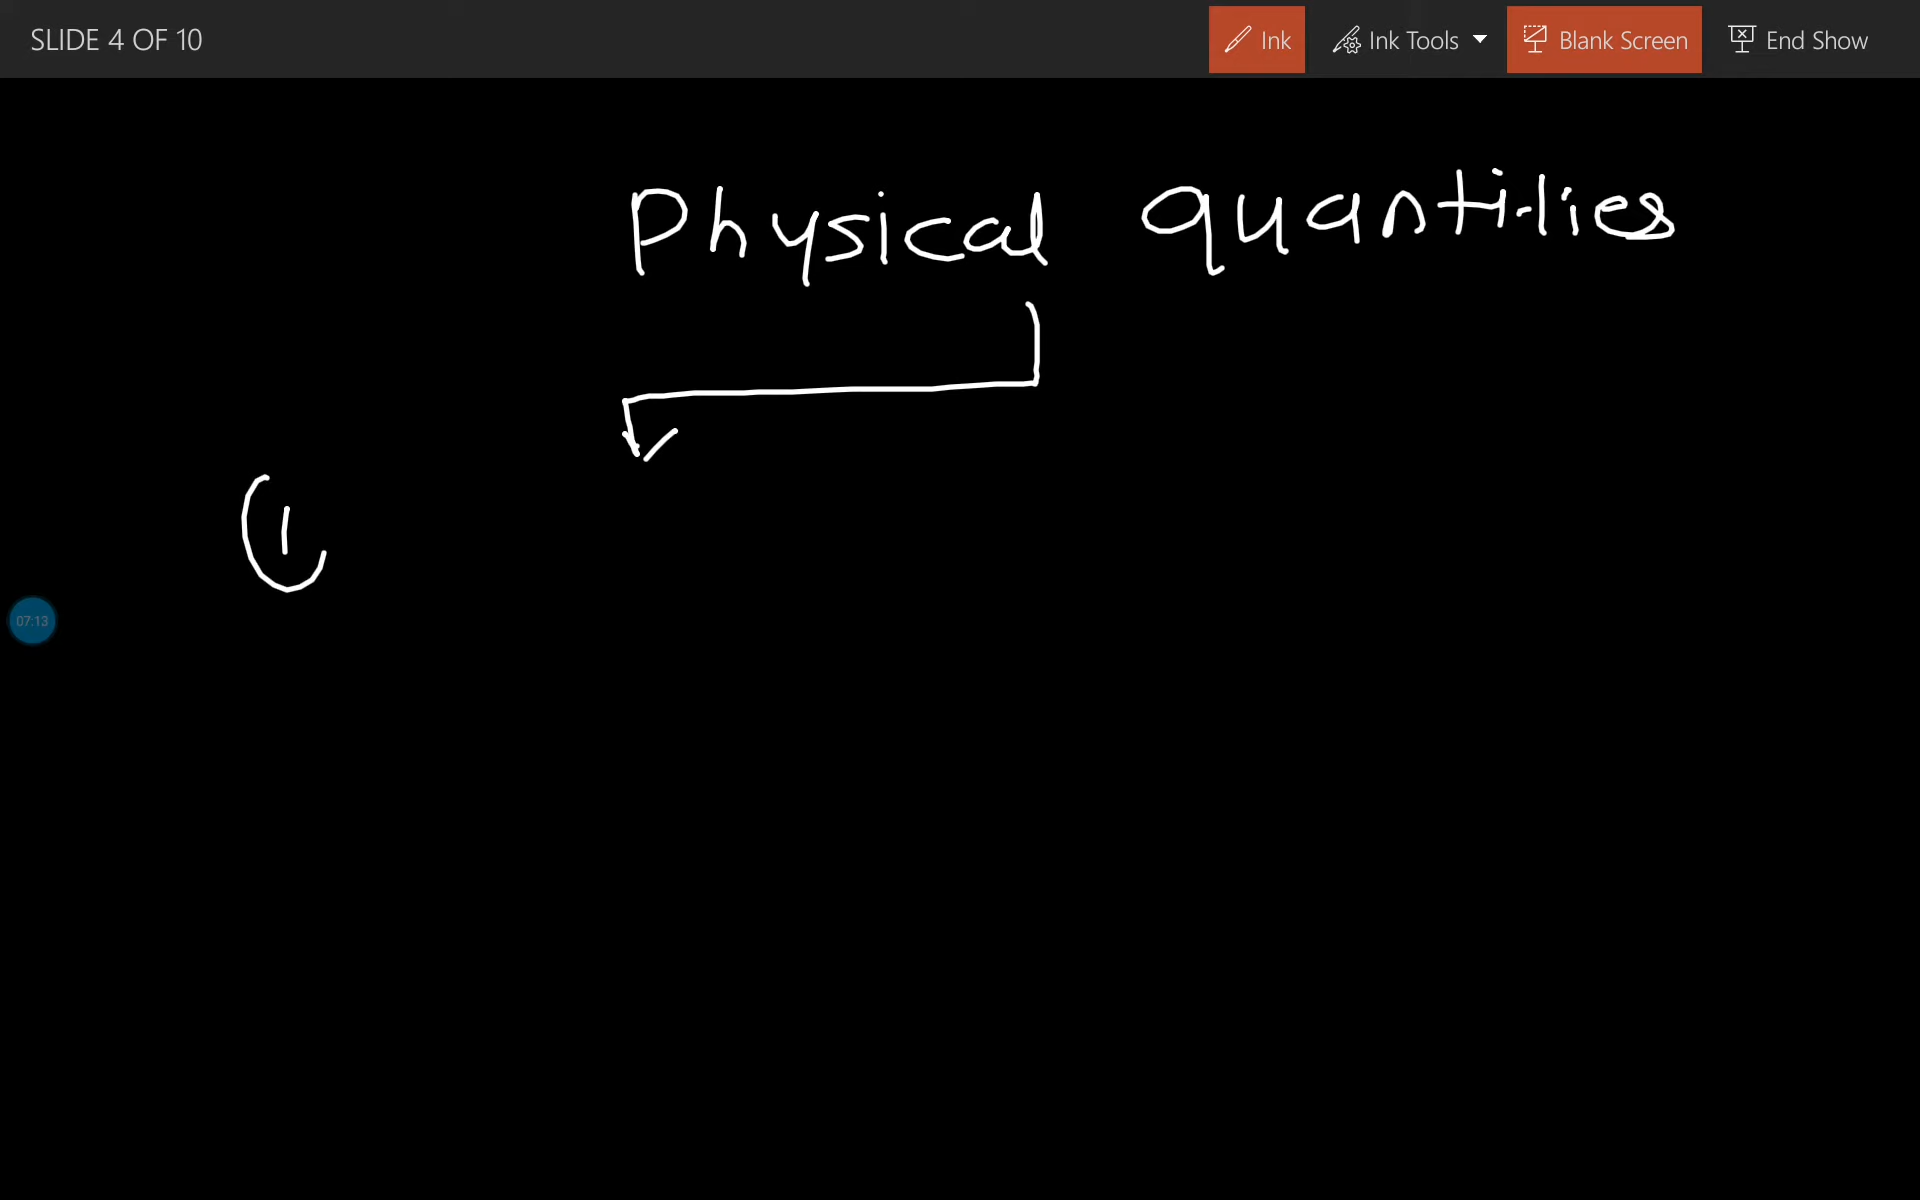 SLIDE 4 OF 10 Ink Ink Tools Blank Screen End Show
Physical quantities
1
07:13